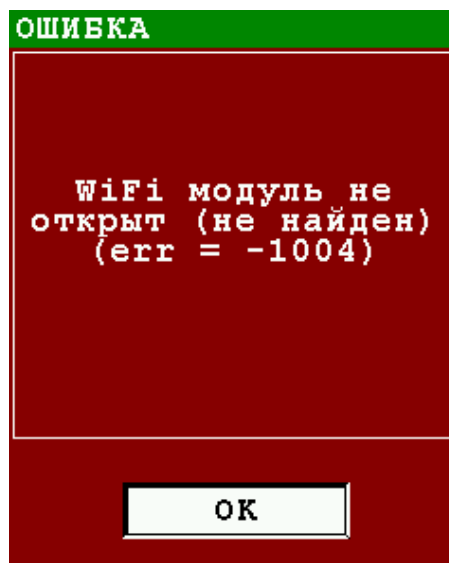 ОШИБКА
WiFi модуль не
открыт (не найден)
(err = -1004)
OK